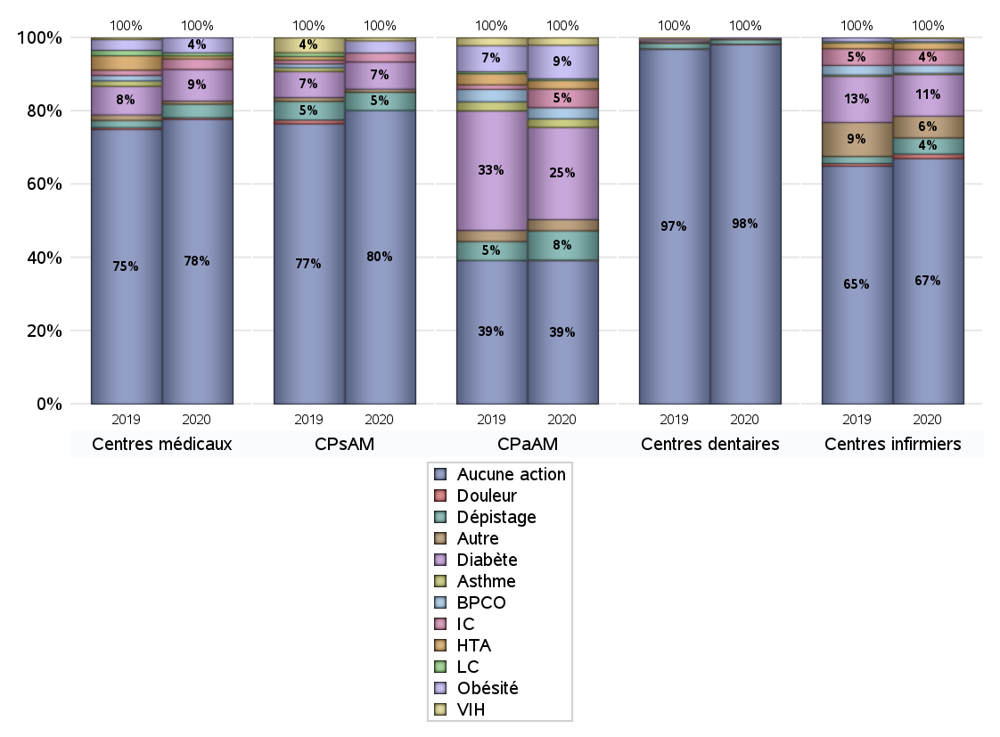 100% 100% 100% 100% 100% 100% 100% 100% 100% 100%
100%
4% 4% 7% 9% 5% 4%
8% 9% 7% 7% 5% 13% 11%
80%
5% 5% 33% 25% 9% 6% 4%
60%
75% 78% 77% 80% 5% 8% 97% 98% 65% 67%
40%
39% 39%
20%
0%
2019 2020 2019 2020 2019 2020 2019 2020 2019 2020
Centres médicaux CPsAM CPaAM Centres dentaires Centres infirmiers
Aucune action
Douleur
Dépistage
Autre
Diabète
Asthme
BPCO
IC
HTA
LC
Obésité
VIH